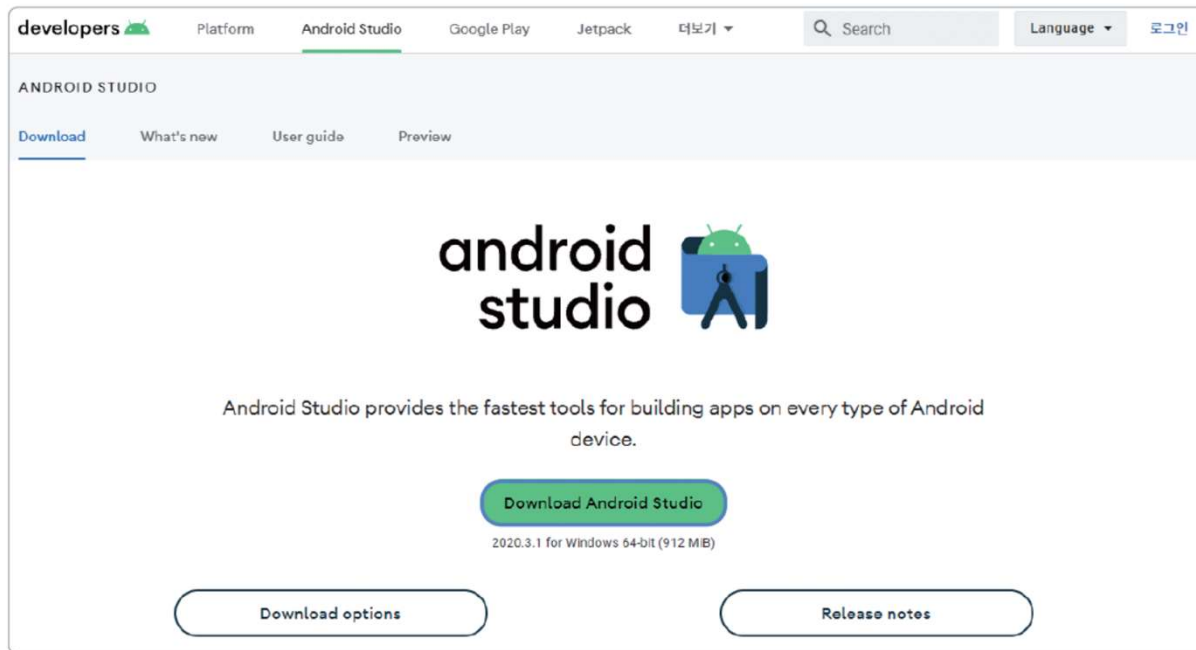 developers
Platform
Android Studio
Google Play
Jetpack
더보기
Search
Language
로그인
ANDROID STUDIO
Download
What's new
User guide
Preview
android
studio
Android Studio provides the fastest tools for building apps on every type of Android
device.
Download Android Studio
2020.3.1 for Windows 64-bit (912 MiB)
Download options
Release notes